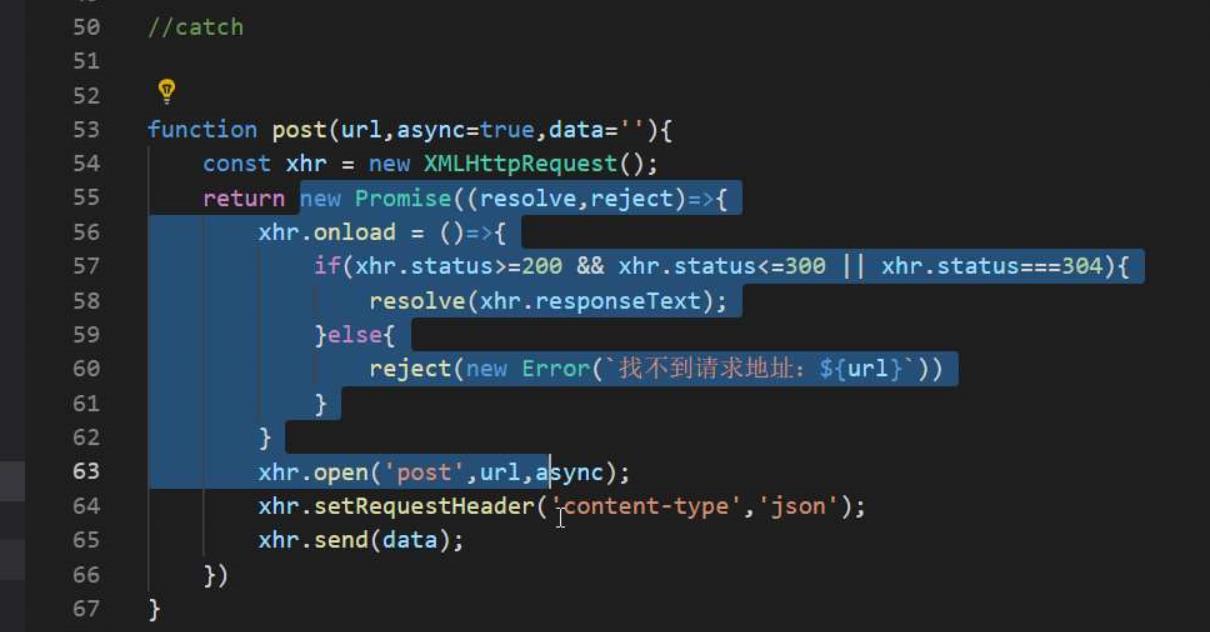 50 //catch
51
52
53 function post(url,async=true,data=''){
54 const xhr = new XMLHttpRequest();
55 return new Promise((resolve,reject)=>{
56 xhr.onload = ()=>{
57 if(xhr.status>=200 && xhr.status<=300 || xhr.status===304){
58 resolve(xhr.responseText);
59 }else{
60 reject(new Error(`找不到请求地址：${url}`))
61 }
62 }
63 xhr.open('post',url,async);
64 xhr.setRequestHeader('content-type','json');
65 xhr.send(data);
66 })
67 }